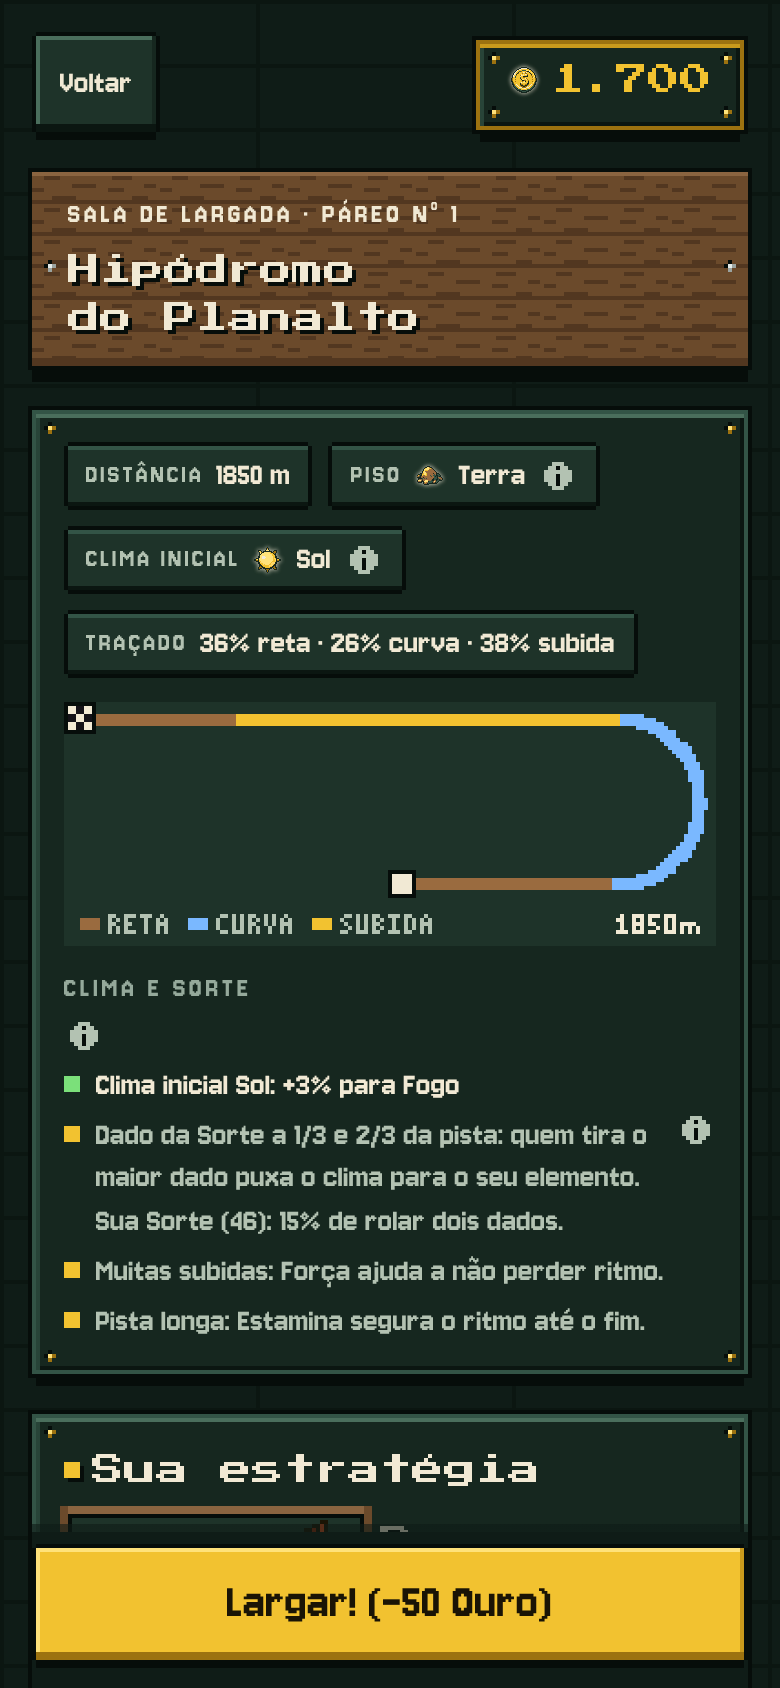 Voltar
1.700
SALA DE LARGADA · PÁREO Nº 1
Hipódromo
do Planalto
DISTÂNCIA 1850 m
PISO Terra
CLIMA INICIAL Sol
TRAÇADO 36% reta · 26% curva · 38% subida
RETA CURVA SUBIDA 1850m
CLIMA E SORTE
Clima inicial Sol: +3% para Fogo
Dado da Sorte a 1/3 e 2/3 da pista: quem tira o
maior dado puxa o clima para o seu elemento.
Sua Sorte (46): 15% de rolar dois dados.
Muitas subidas: Força ajuda a não perder ritmo.
Pista longa: Estamina segura o ritmo até o fim.
Sua estratégia
Largar! (-50 Ouro)